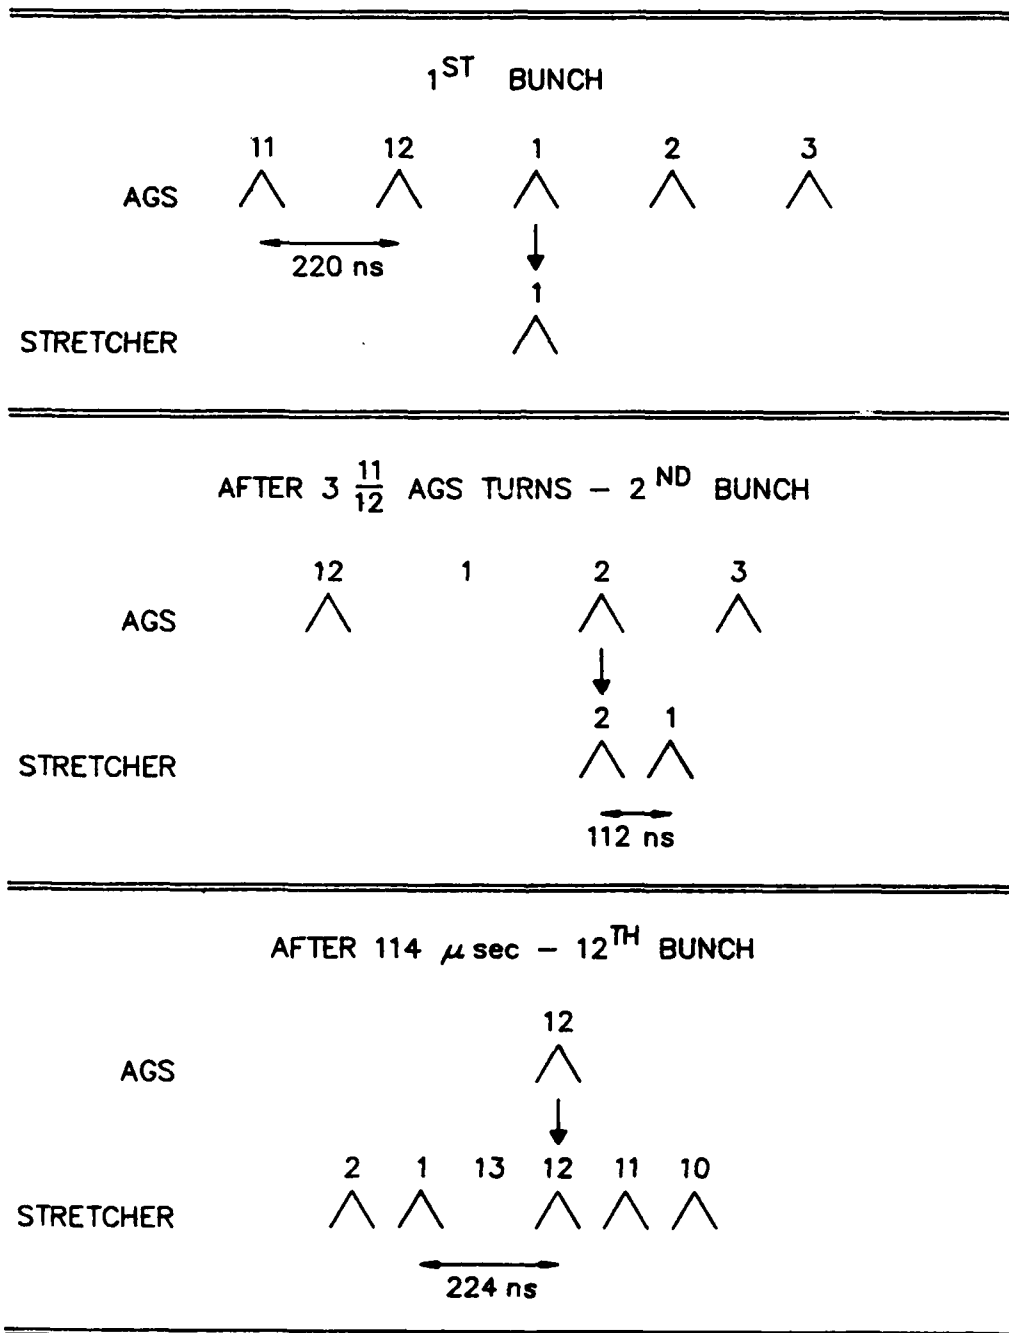 1ST BUNCH
11 12 1 2 3
AGS
220 ns
1
STRETCHER
AFTER 3 11/12 AGS TURNS – 2ND BUNCH
12 1 2 3
AGS
2 1
STRETCHER
112 ns
AFTER 114 μsec – 12TH BUNCH
12
AGS
2 1 13 12 11 10
STRETCHER
224 ns